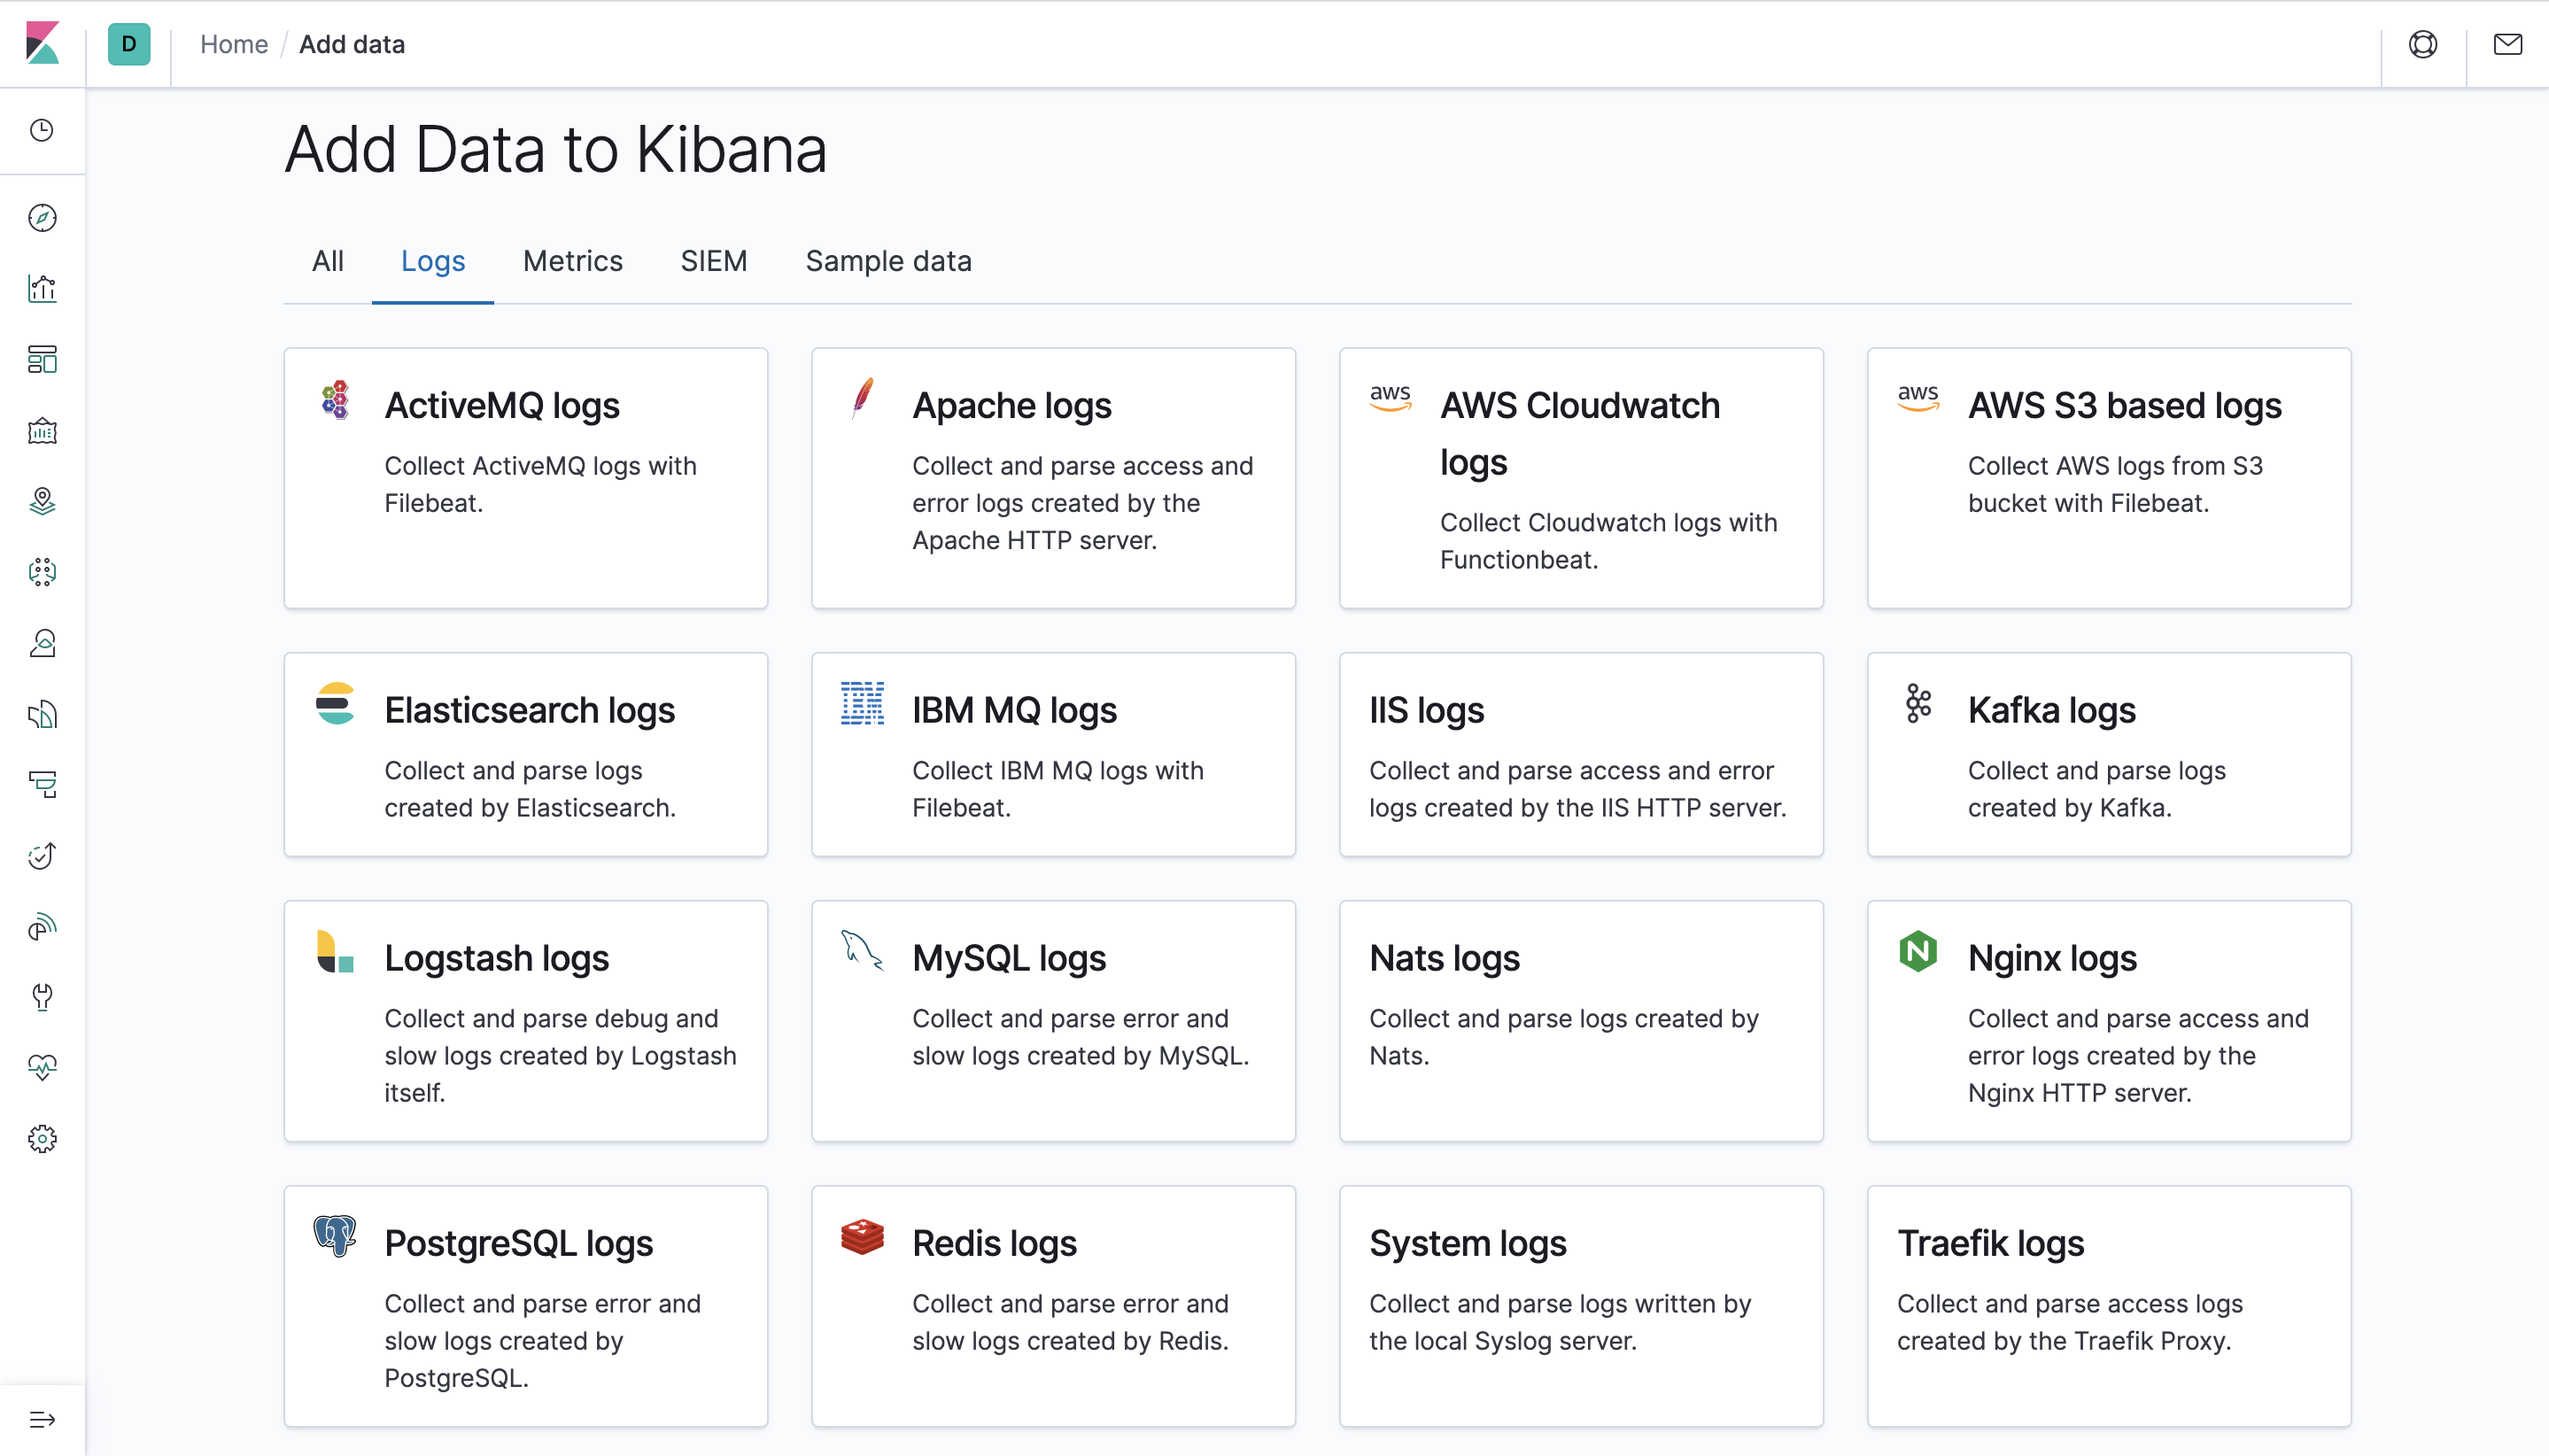 D
Home / Add data
Add Data to Kibana
All
Logs
Metrics
SIEM
Sample data
ActiveMQ logs
Collect ActiveMQ logs with
Filebeat.
Apache logs
Collect and parse access and
error logs created by the
Apache HTTP server.
aws
AWS Cloudwatch
logs
Collect Cloudwatch logs with
Functionbeat.
aws
AWS S3 based logs
Collect AWS logs from S3
bucket with Filebeat.
Elasticsearch logs
Collect and parse logs
created by Elasticsearch.
IBM
IBM MQ logs
Collect IBM MQ logs with
Filebeat.
IIS logs
Collect and parse access and error
logs created by the IIS HTTP server.
Kafka logs
Collect and parse logs
created by Kafka.
Logstash logs
Collect and parse debug and
slow logs created by Logstash
itself.
MySQL logs
Collect and parse error and
slow logs created by MySQL.
Nats logs
Collect and parse logs created by
Nats.
N
Nginx logs
Collect and parse access and
error logs created by the
Nginx HTTP server.
PostgreSQL logs
Collect and parse error and
slow logs created by
PostgreSQL.
Redis logs
Collect and parse error and
slow logs created by Redis.
System logs
Collect and parse logs written by
the local Syslog server.
Traefik logs
Collect and parse access logs
created by the Traefik Proxy.